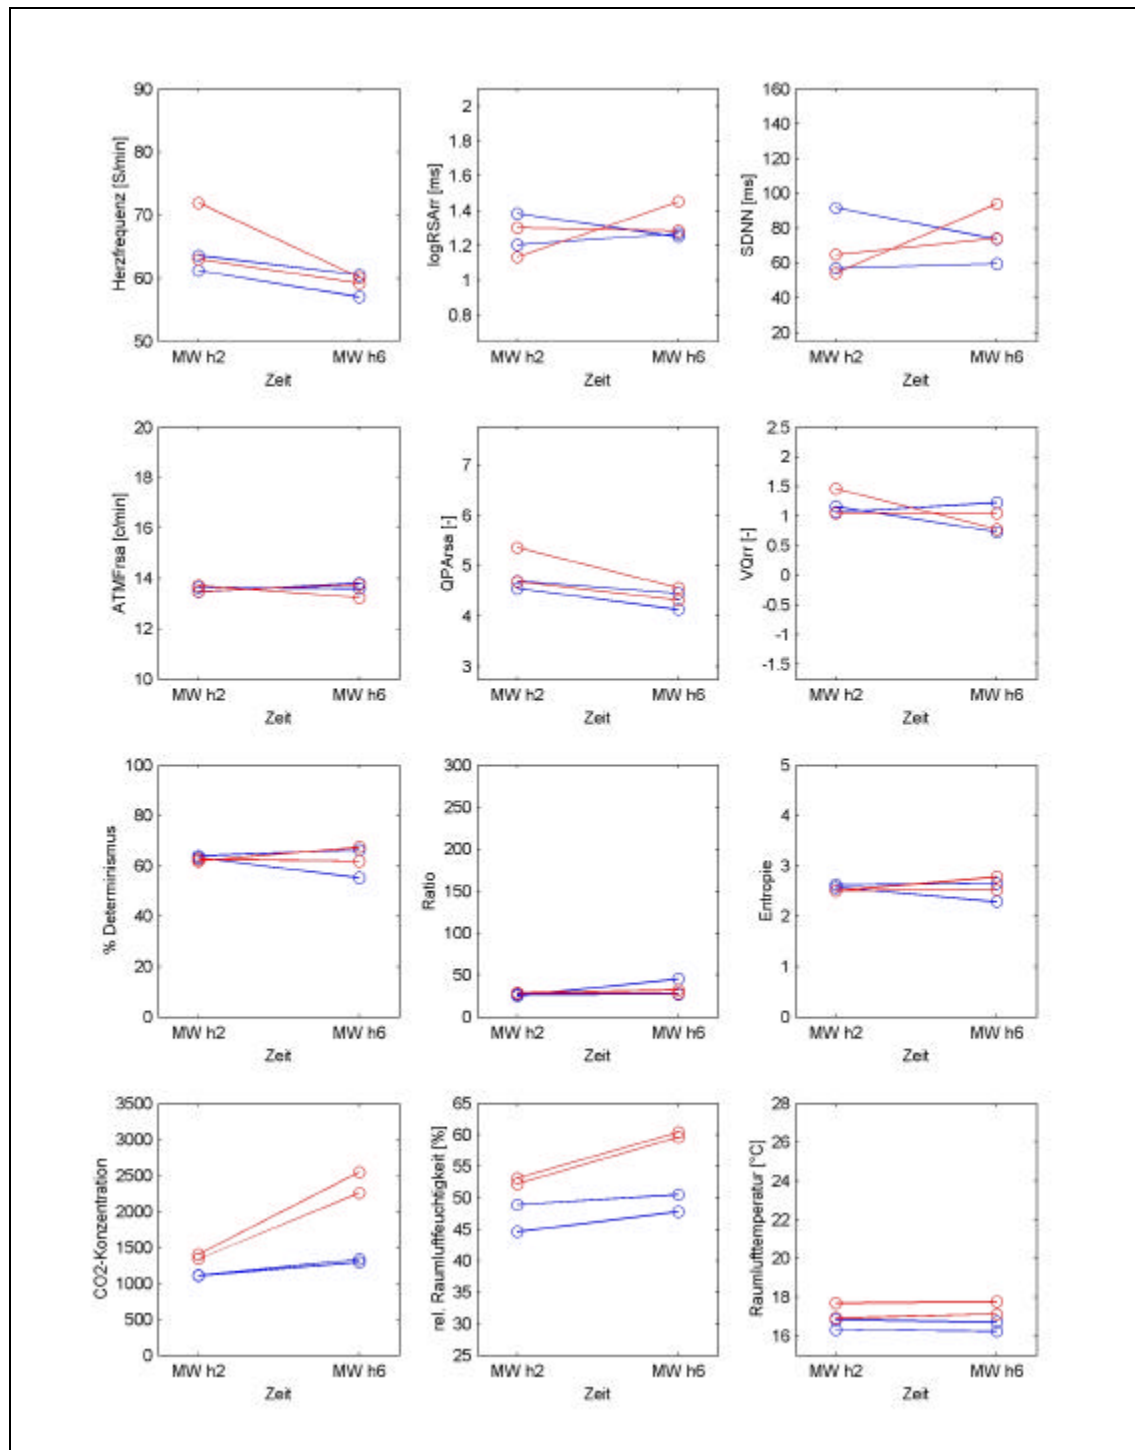 Herzfrequenz [S/min]
90
80
70
60
50
MW h2 MW h6
Zeit
logRSArr [ms]
2
1.8
1.6
1.4
1.2
1
0.8
MW h2 MW h6
Zeit
SDNN [ms]
160
140
120
100
80
60
40
20
MW h2 MW h6
Zeit
ATMFrsa [c/min]
20
18
16
14
12
10
MW h2 MW h6
Zeit
QPArsa [-]
7
6
5
4
3
MW h2 MW h6
Zeit
VQrr [-]
2.5
2
1.5
1
0.5
0
-0.5
-1
-1.5
MW h2 MW h6
Zeit
% Determinismus
100
80
60
40
20
0
MW h2 MW h6
Zeit
Ratio
300
250
200
150
100
50
0
MW h2 MW h6
Zeit
Entropie
5
4
3
2
1
0
MW h2 MW h6
Zeit
CO2-Konzentration
3500
3000
2500
2000
1500
1000
500
0
MW h2 MW h6
Zeit
rel. Raumluftfeuchtigkeit [%]
65
60
55
50
45
40
35
30
25
MW h2 MW h6
Zeit
Raumlufttemperatur [°C]
28
26
24
22
20
18
16
MW h2 MW h6
Zeit